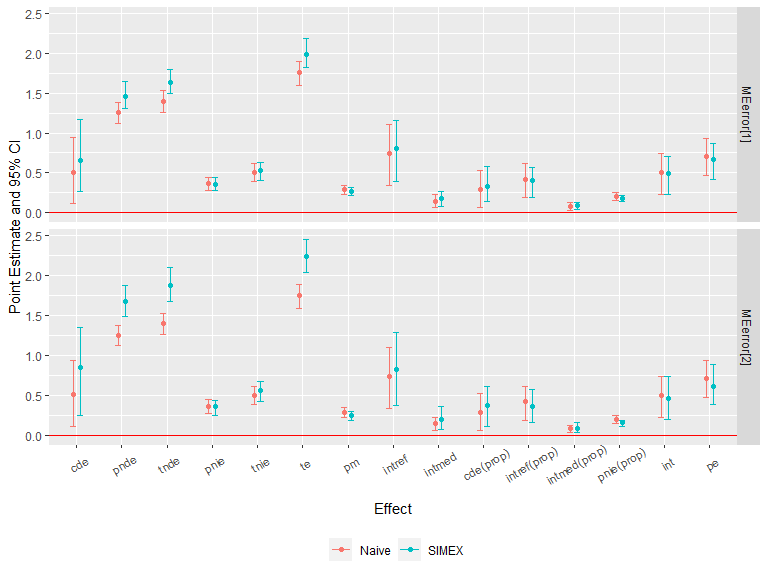 Point Estimate and 95% CI
2.5
2.0
1.5
1.0
0.5
0.0
MEerror[1]
2.5
2.0
1.5
1.0
0.5
0.0
MEerror[2]
cde
pnde
tnde
pnie
tnie
te
pm
intref
intmed
cde(prop)
intref(prop)
intmed(prop)
pnie(prop)
int
pe
Effect
Naive SIMEX